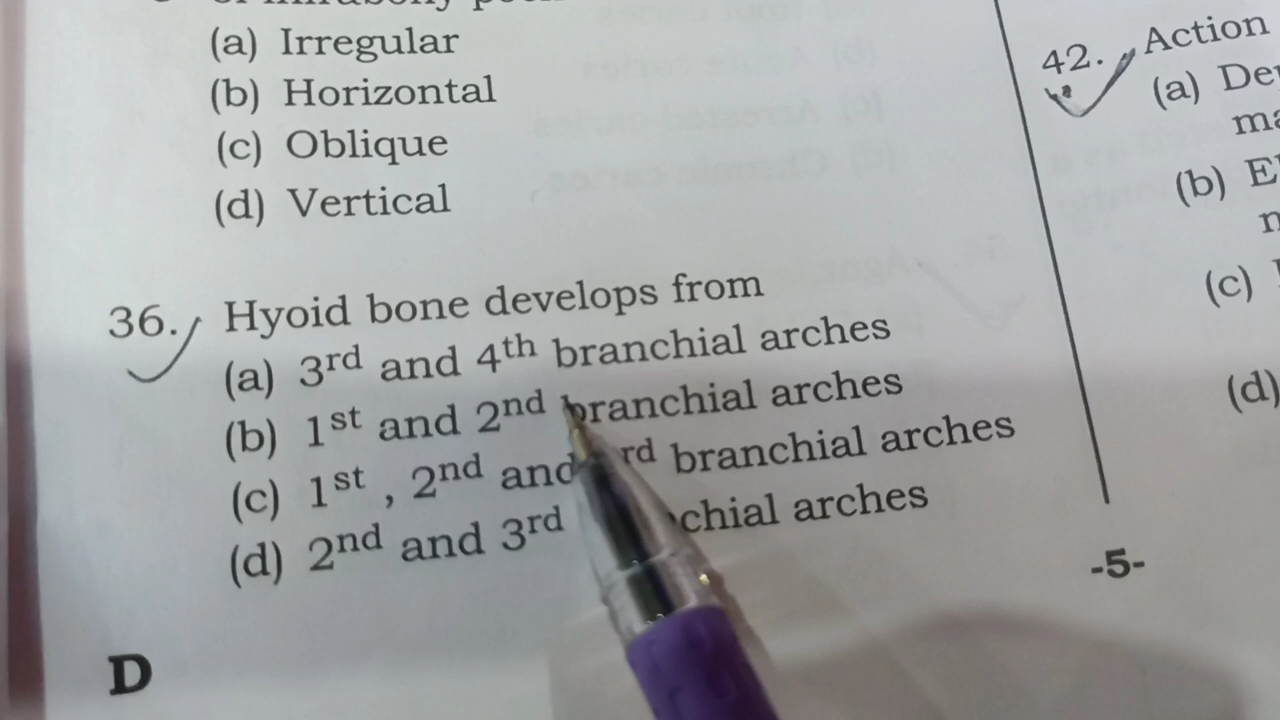 (a) Irregular
(b) Horizontal
(c) Oblique
(d) Vertical
36. Hyoid bone develops from
(a) 3rd and 4th branchial arches
(b) 1st and 2nd branchial arches
(c) 1st , 2nd and rd branchial arches
(d) 2nd and 3rd chial arches
D
42. Action
(a)
(b)
(c)
(d)
-5-